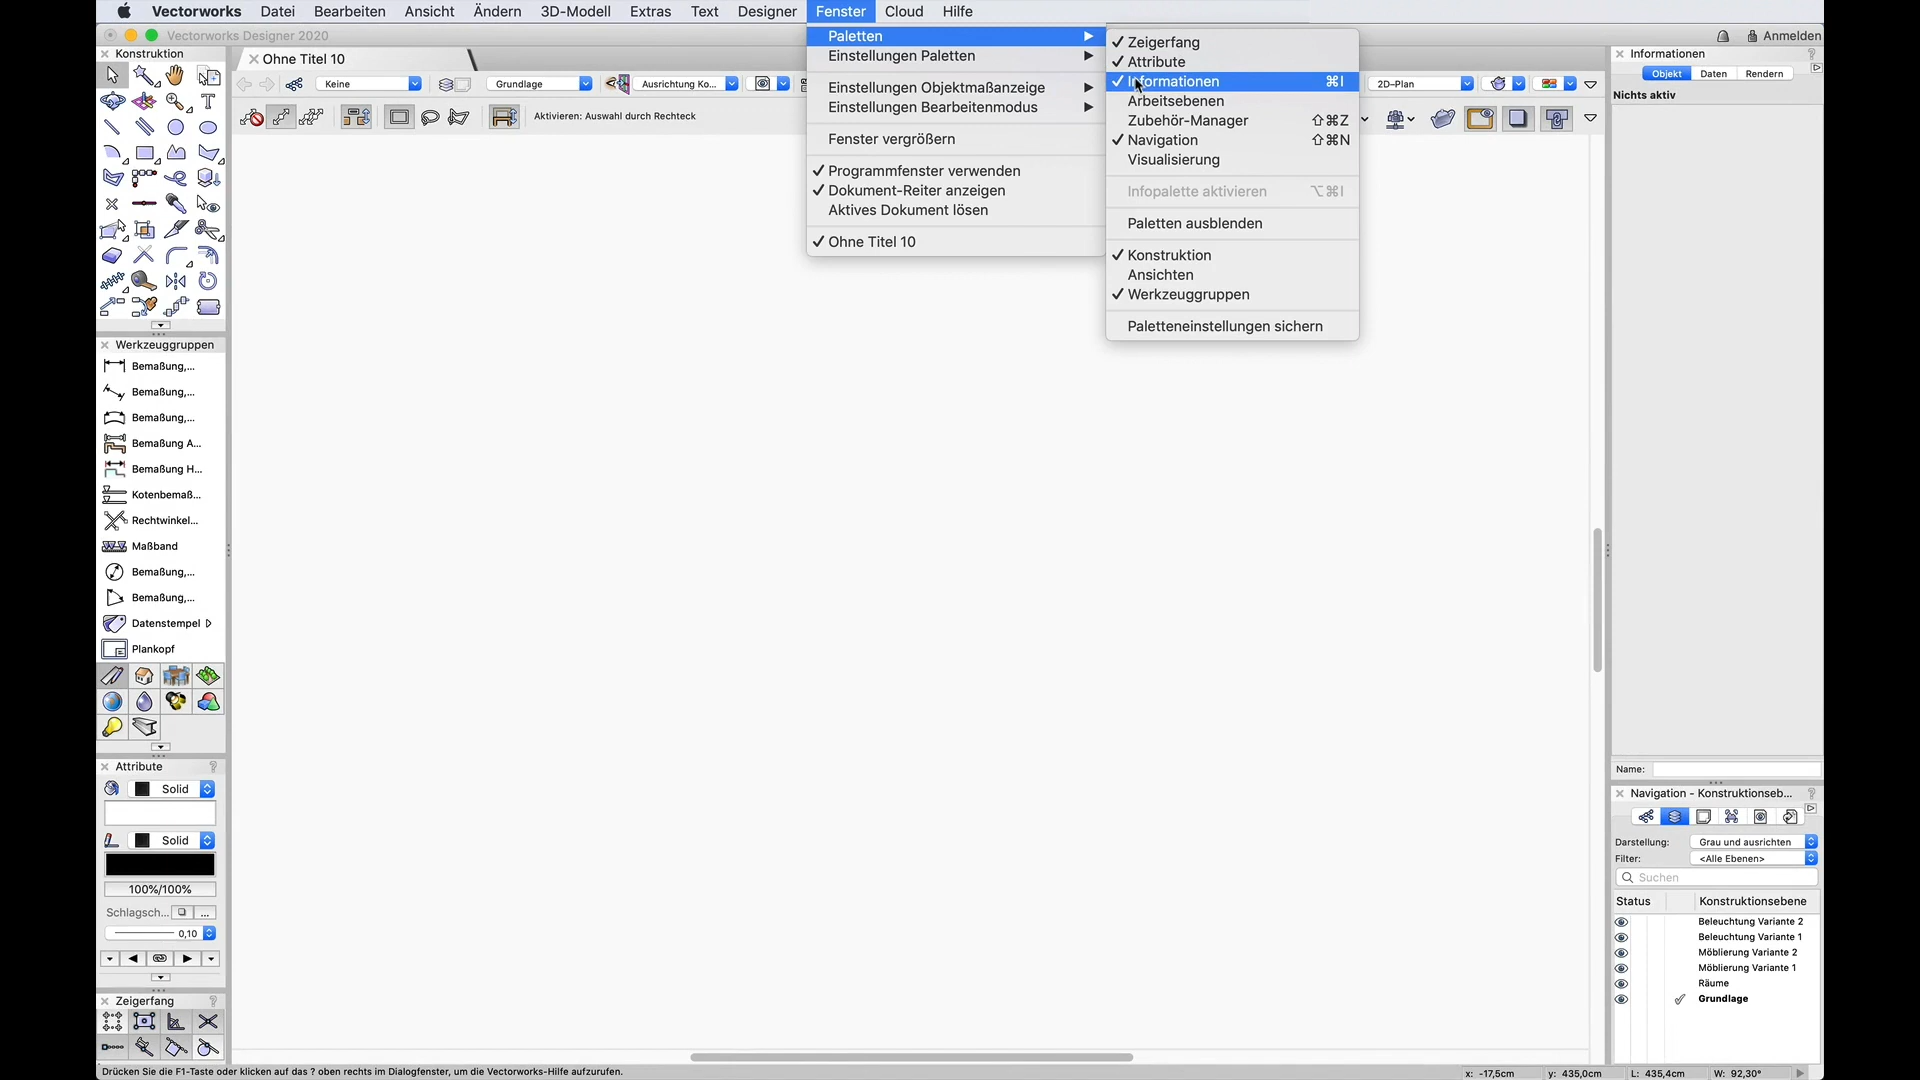 Vectorworks Datei Bearbeiten Ansicht Ändern 3D-Modell Extras Text Designer Fenster Cloud Hilfe
Vectorworks Designer 2020
Anmelden
Konstruktion
Ohne Titel 10
Keine
Grundlage
Ausrichtung Ko...
2D-Plan
Aktivieren: Auswahl durch Rechteck
Paletten
Einstellungen Paletten
Einstellungen Objektmaßanzeige
Einstellungen Bearbeitenmodus
Fenster vergrößern
Programmfenster verwenden
Dokument-Reiter anzeigen
Aktives Dokument lösen
Ohne Titel 10
Zeigerfang
Attribute
Informationen ⌘I
Arbeitsebenen
Zubehör-Manager ⇧⌘Z
Navigation ⇧⌘N
Visualisierung
Infopalette aktivieren ⌥⌘I
Paletten ausblenden
Konstruktion
Ansichten
Werkzeuggruppen
Paletteneinstellungen sichern
Werkzeuggruppen
Bemaßung,...
Bemaßung,...
Bemaßung,...
Bemaßung A...
Bemaßung H...
Kotenbemaß...
Rechtwinkel...
Maßband
Bemaßung,...
Bemaßung,...
Datenstempel
Plankopf
Attribute ?
Solid
Solid
100%/100%
Schlagsch... ...
0,10
Zeigerfang ?
Informationen ?
Objekt Daten Rendern
Nichts aktiv
Name:
Navigation - Konstruktionseb... ?
Darstellung: Grau und ausrichten
Filter: <Alle Ebenen>
Suchen
Status Konstruktionsebene
Beleuchtung Variante 2
Beleuchtung Variante 1
Möblierung Variante 2
Möblierung Variante 1
Räume
Grundlage
Drücken Sie die F1-Taste oder klicken auf das ? oben rechts im Dialogfenster, um die Vectorworks-Hilfe aufzurufen.
x: -17,5cm y: 435,0cm L: 435,4cm W: 92,30°